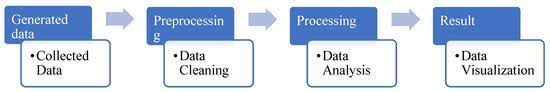 Generated
data
• Collected
Data
Preprocessin
g
• Data
Cleaning
Processing
• Data
Analysis
Result
• Data
Visualization